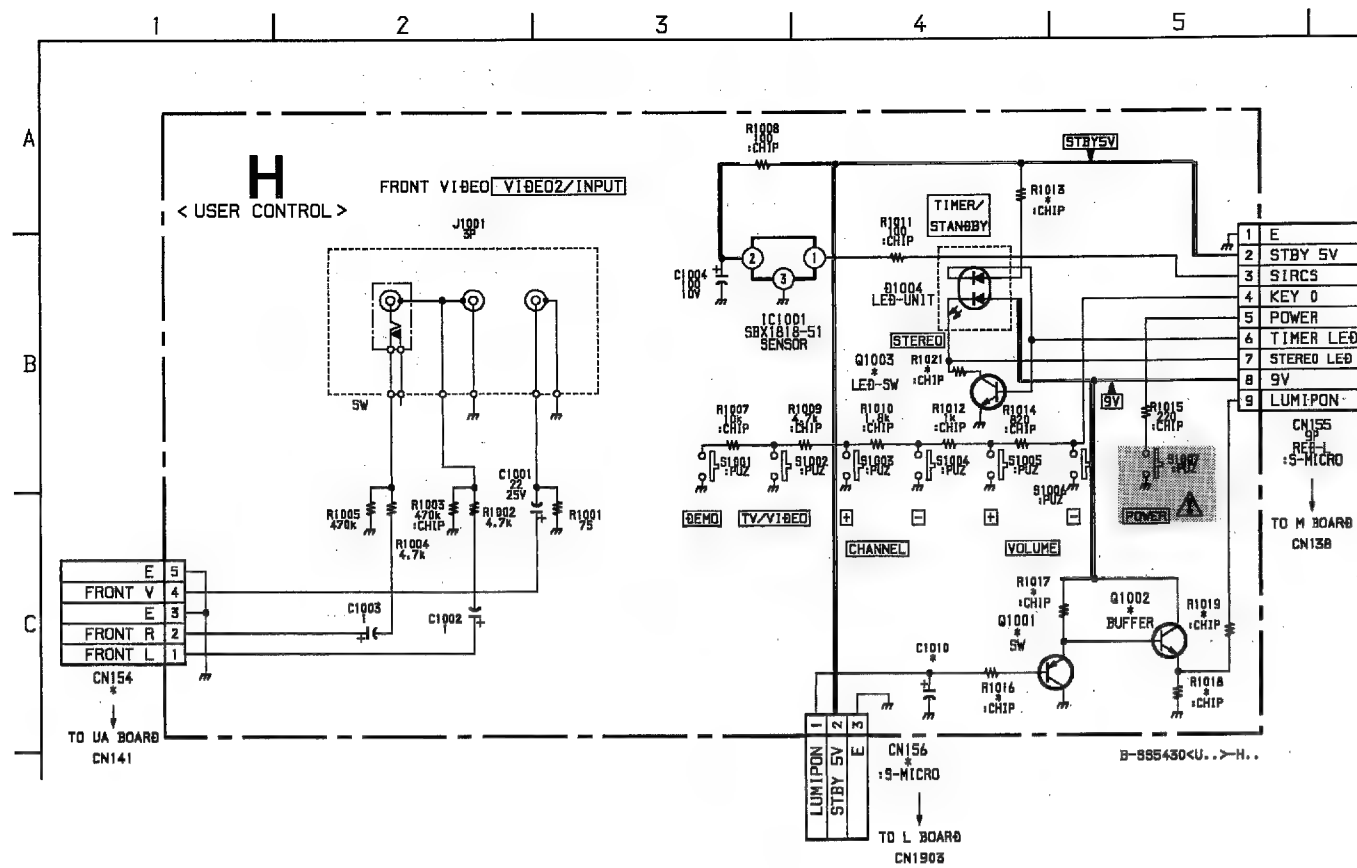 1 2 3 4 5
A
B
C
H
< USER CONTROL >
FRONT VIDEO VIDEO2/INPUT
J1001
3P
SW
R1008
100
:CHIP
STBY5V
R1013
*
:CHIP
TIMER/
STANDBY
R1011
100
:CHIP
C1004
100
10V
2
1
3
IC1001
SBX1818-51
SENSOR
D1004
LED-UNIT
STEREO
Q1003
*
LED-SW
R1021
*
:CHIP
9V
1 E
2 STBY 5V
3 SIRCS
4 KEY 0
5 POWER
6 TIMER LED
7 STEREO LED
8 9V
9 LUMIPON
CN155
9P
RED-L
:S-MICRO
TO M BOARD
CN138
R1007
10k
:CHIP
R1009
4.7k
:CHIP
R1010
1.8k
:CHIP
R1012
1k
:CHIP
R1014
820
:CHIP
R1015
220
:CHIP
S1001
:PUZ
S1002
:PUZ
S1003
:PUZ
S1004
:PUZ
S1005
:PUZ
S1006
:PUZ
S1007
:PUZ
DEMO
TV/VIDEO
+
-
+
-
POWER
CHANNEL
VOLUME
R1005
470k
R1004
4.7k
R1003
470k
:CHIP
R1002
4.7k
C1001
22
25V
R1001
75
C1003
1
C1002
1
E 5
FRONT V 4
E 3
FRONT R 2
FRONT L 1
CN154
*
TO UA BOARD
CN141
R1017
*
:CHIP
Q1001
*
SW
Q1002
*
BUFFER
R1019
*
:CHIP
R1018
*
:CHIP
C1010
*
R1016
*
:CHIP
1 LUMIPON
2 STBY 5V
3 E
CN156
*
:S-MICRO
TO L BOARD
CN1903
B-SS5430<U..>-H..